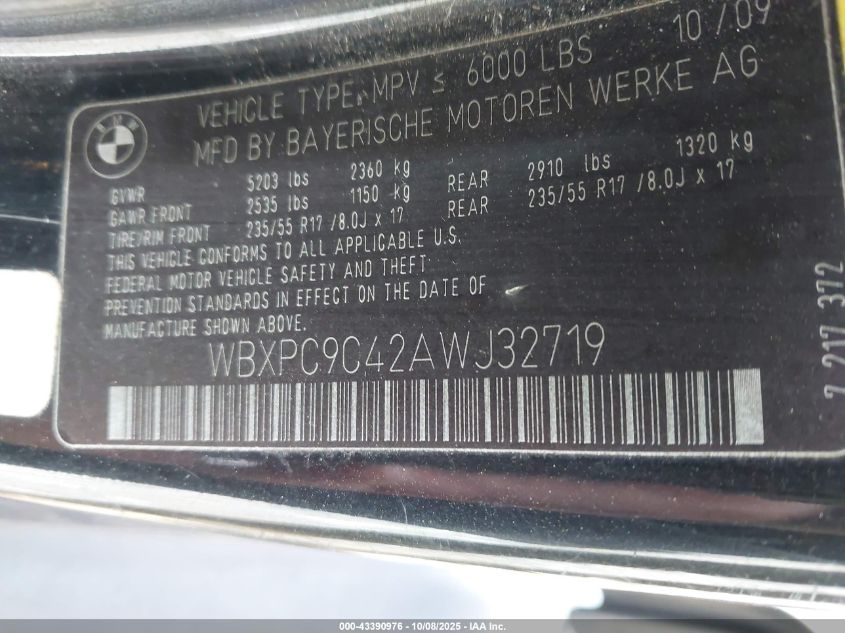 10/09
VEHICLE TYPE: MPV ≤ 6000 LBS
MFD BY BAYERISCHE MOTOREN WERKE AG
GVWR 5203 lbs 2360 kg
GAWR FRONT 2535 lbs 1150 kg REAR 2910 lbs 1320 kg
TIRE/RIM FRONT 235/55 R17 /8.0J x 17 REAR 235/55 R17 /8.0J x 17
THIS VEHICLE CONFORMS TO ALL APPLICABLE U.S.
FEDERAL MOTOR VEHICLE SAFETY AND THEFT
PREVENTION STANDARDS IN EFFECT ON THE DATE OF
MANUFACTURE SHOWN ABOVE.
WBXPC9C42AWJ32719
7 217 372
BMW
000-43390976 - 10/08/2025 - WWW.IAAI.COM